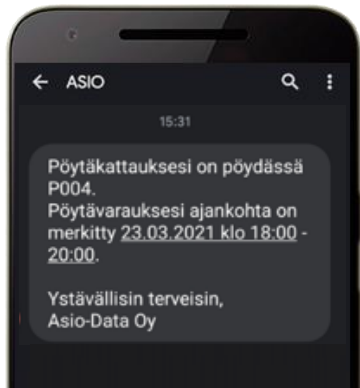 ASIO
15:31
Pöytäkattauksesi on pöydässä
P004.
Pöytävarauksesi ajankohta on
merkitty 23.03.2021 klo 18:00 -
20:00.
Ystävällisin terveisin,
Asio-Data Oy